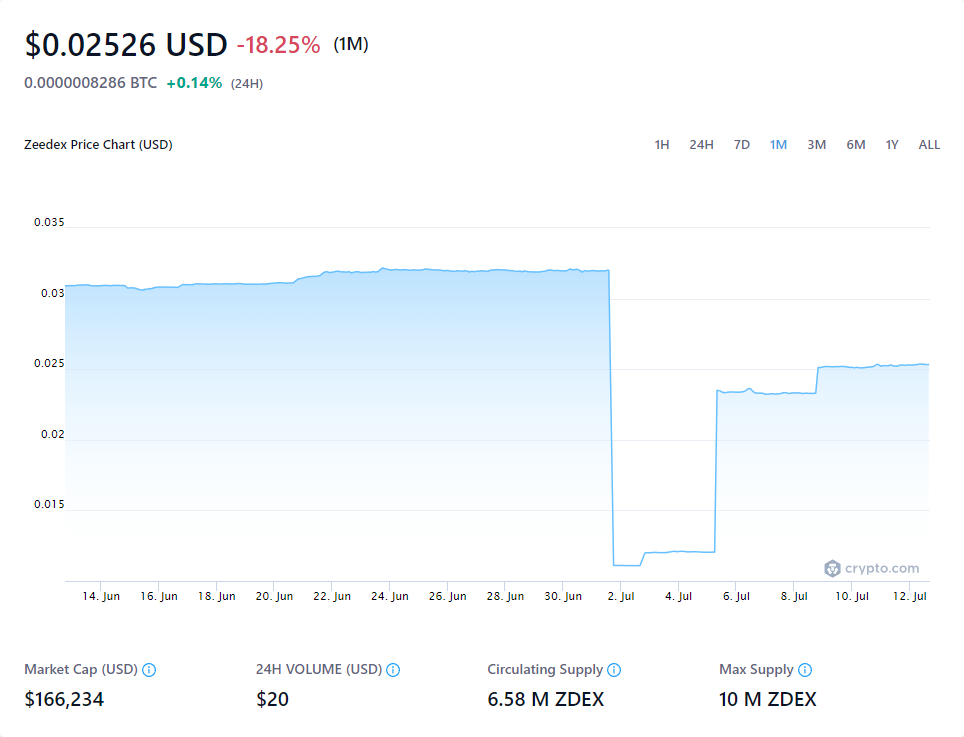 $0.02526 USD -18.25% (1M)
0.0000008286 BTC +0.14% (24H)
Zeedex Price Chart (USD) 1H 24H 7D 1M 3M 6M 1Y ALL
0.035
0.03
0.025
0.02
0.015
crypto.com
14. Jun 16. Jun 18. Jun 20. Jun 22. Jun 24. Jun 26. Jun 28. Jun 30. Jun 2. Jul 4. Jul 6. Jul 8. Jul 10. Jul 12. Jul
Market Cap (USD) 24H VOLUME (USD) Circulating Supply Max Supply
$166,234 $20 6.58 M ZDEX 10 M ZDEX